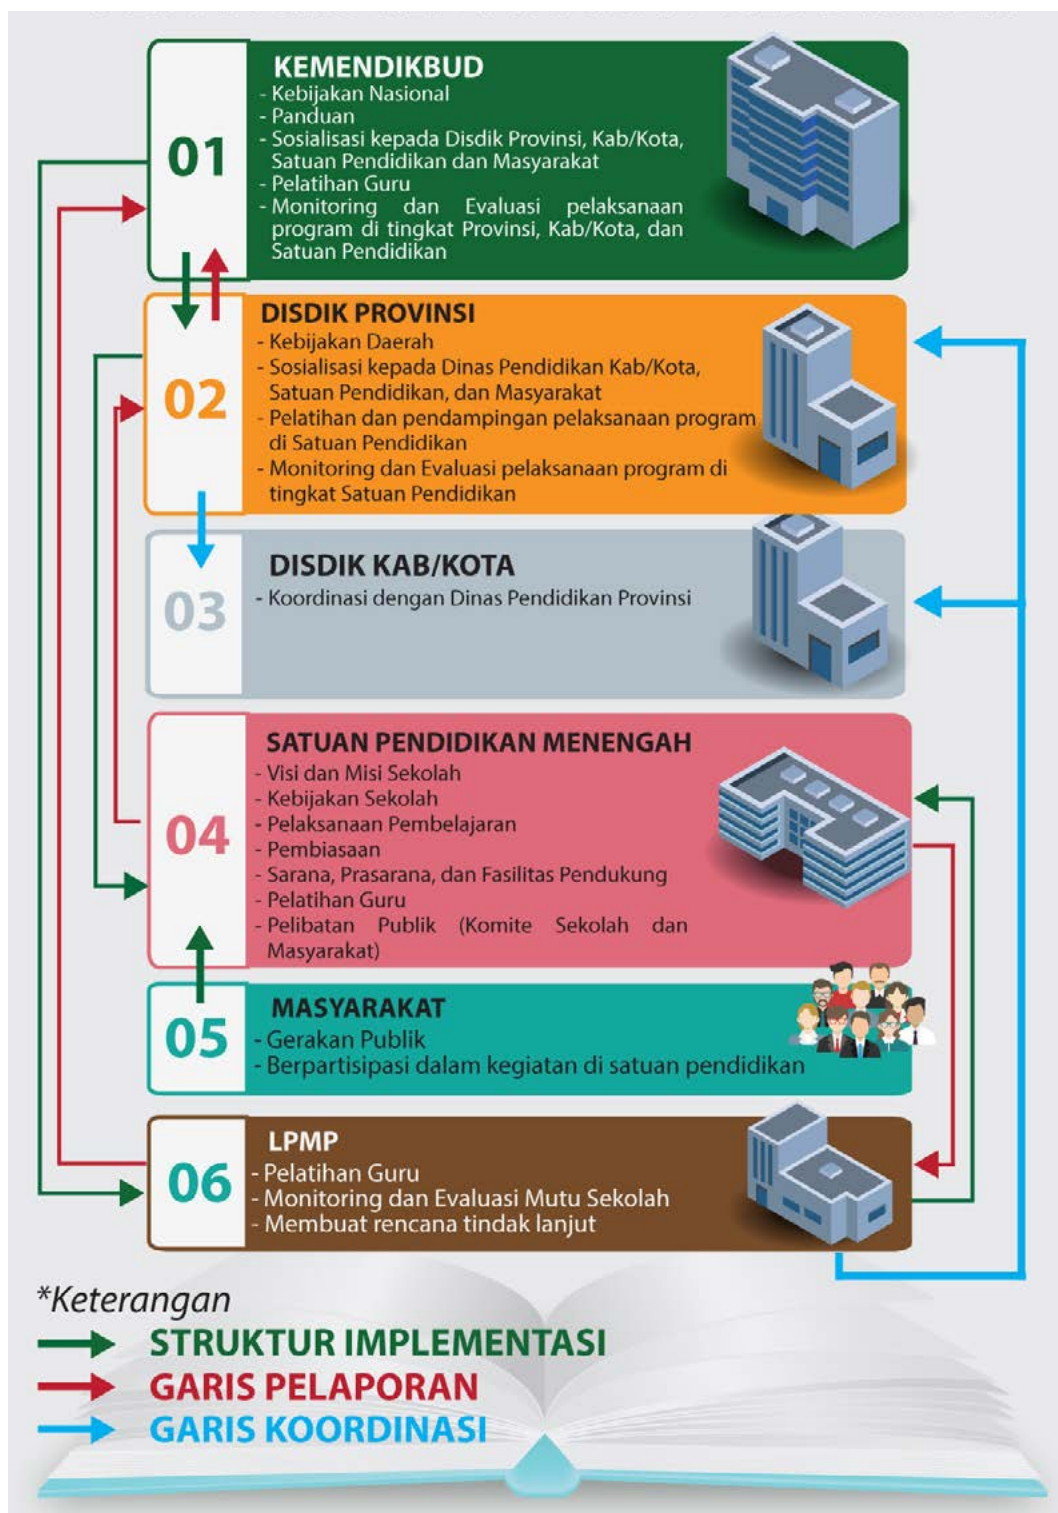 01
KEMENDIKBUD
- Kebijakan Nasional
- Panduan
- Sosialisasi kepada Disdik Provinsi, Kab/Kota,
Satuan Pendidikan dan Masyarakat
- Pelatihan Guru
- Monitoring dan Evaluasi pelaksanaan
program di tingkat Provinsi, Kab/Kota, dan
Satuan Pendidikan
02
DISDIK PROVINSI
- Kebijakan Daerah
- Sosialisasi kepada Dinas Pendidikan Kab/Kota,
Satuan Pendidikan, dan Masyarakat
- Pelatihan dan pendampingan pelaksanaan program
di Satuan Pendidikan
- Monitoring dan Evaluasi pelaksanaan program di
tingkat Satuan Pendidikan
03
DISDIK KAB/KOTA
- Koordinasi dengan Dinas Pendidikan Provinsi
04
SATUAN PENDIDIKAN MENENGAH
- Visi dan Misi Sekolah
- Kebijakan Sekolah
- Pelaksanaan Pembelajaran
- Pembiasaan
- Sarana, Prasarana, dan Fasilitas Pendukung
- Pelatihan Guru
- Pelibatan Publik (Komite Sekolah dan
Masyarakat)
05
MASYARAKAT
- Gerakan Publik
- Berpartisipasi dalam kegiatan di satuan pendidikan
06
LPMP
- Pelatihan Guru
- Monitoring dan Evaluasi Mutu Sekolah
- Membuat rencana tindak lanjut
*Keterangan
STRUKTUR IMPLEMENTASI
GARIS PELAPORAN
GARIS KOORDINASI